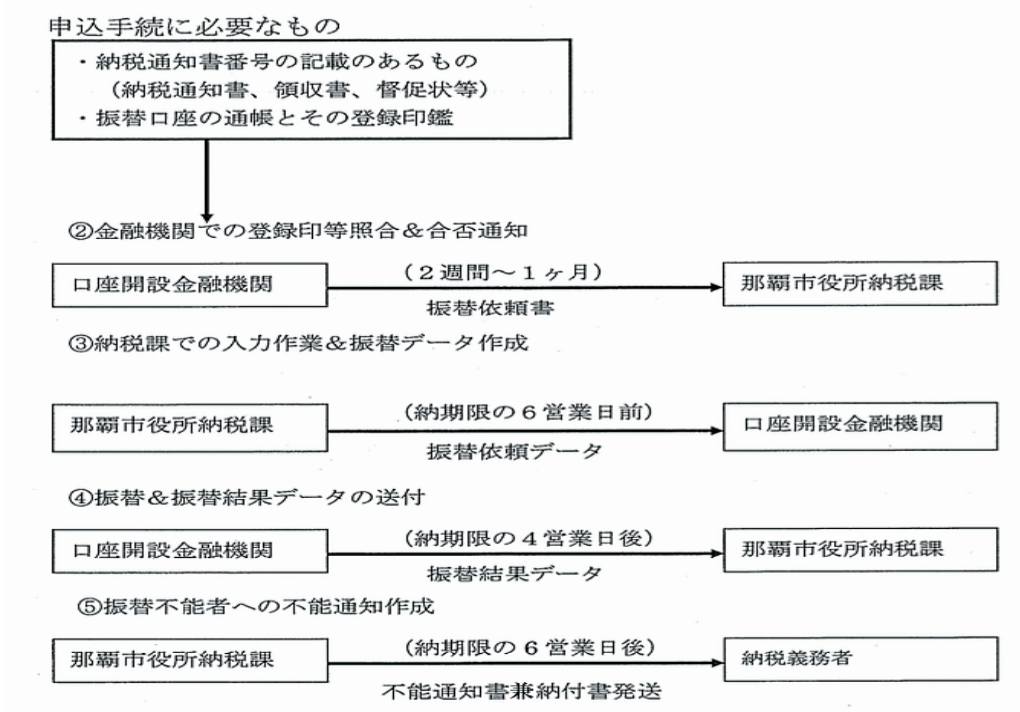 申込手続に必要なもの
・納税通知書番号の記載のあるもの
（納税通知書、領収書、督促状等）
・振替口座の通帳とその登録印鑑
②金融機関での登録印等照合＆合否通知
口座開設金融機関
（２週間～１ヶ月）
振替依頼書
那覇市役所納税課
③納税課での入力作業＆振替データ作成
那覇市役所納税課
（納期限の６営業日前）
振替依頼データ
口座開設金融機関
④振替＆振替結果データの送付
口座開設金融機関
（納期限の４営業日後）
振替結果データ
那覇市役所納税課
⑤振替不能者への不能通知作成
那覇市役所納税課
（納期限の６営業日後）
不能通知書兼納付書発送
納税義務者